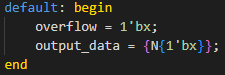 default: begin
    overflow = 1'bx;
    output_data = {N{1'bx}};
end